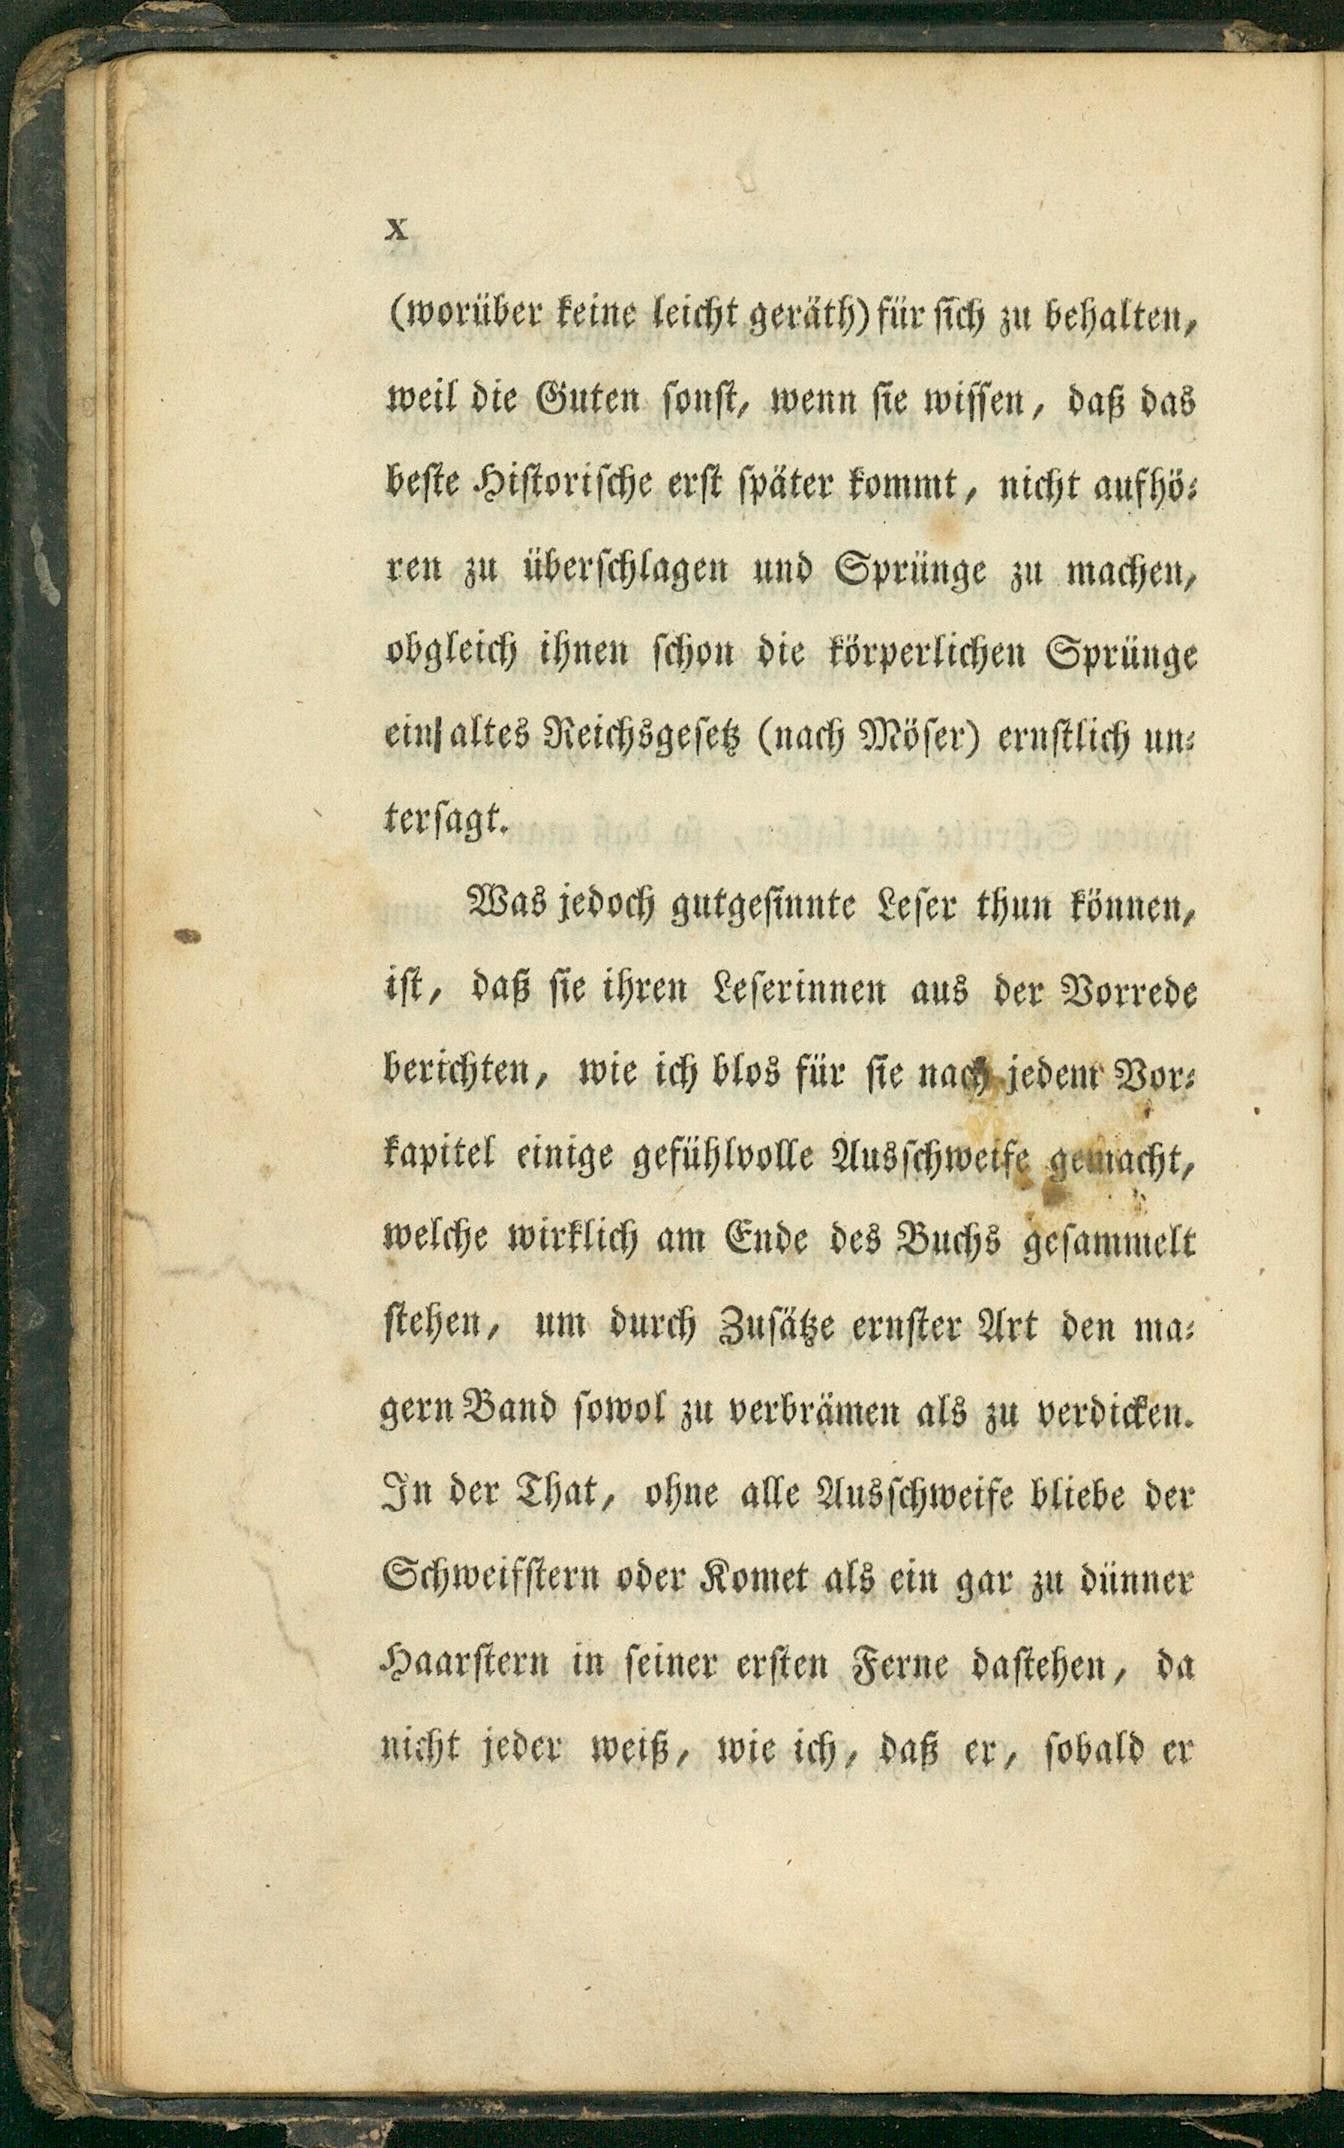 x
(worüber keine leicht geräth) für sich zu behalten,
weil die Guten sonst, wenn sie wissen, daß das
beste Historische erst später kommt, nicht aufhö-
ren zu überschlagen und Sprünge zu machen,
obgleich ihnen schon die körperlichen Sprünge
ein altes Reichsgesetz (nach Möser) ernstlich un-
tersagt.
Was jedoch gutgesinnte Leser thun können,
ist, daß sie ihren Leserinnen aus der Vorrede
berichten, wie ich blos für sie nach jedem Vor-
kapitel einige gefühlvolle Ausschweife gemacht,
welche wirklich am Ende des Buchs gesammelt
stehen, um durch Zusätze ernster Art den ma-
gern Band sowol zu verbrämen als zu verdicken.
In der That, ohne alle Ausschweife bliebe der
Schweifstern oder Komet als ein gar zu dünner
Haarstern in seiner ersten Ferne dastehen, da
nicht jeder weiß, wie ich, daß er, sobald er